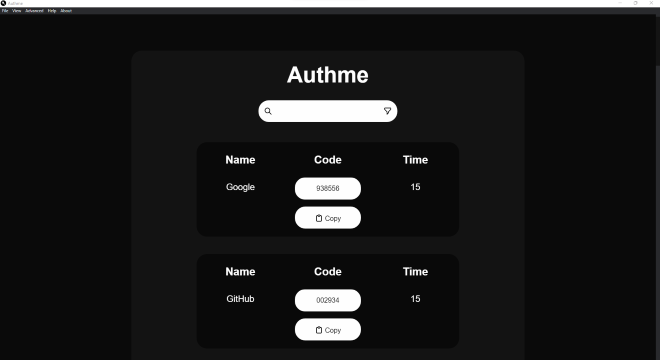 Authme
File View Advanced Help About
Authme
Name Code Time
Google 938556 15
Copy
Name Code Time
GitHub 002934 15
Copy